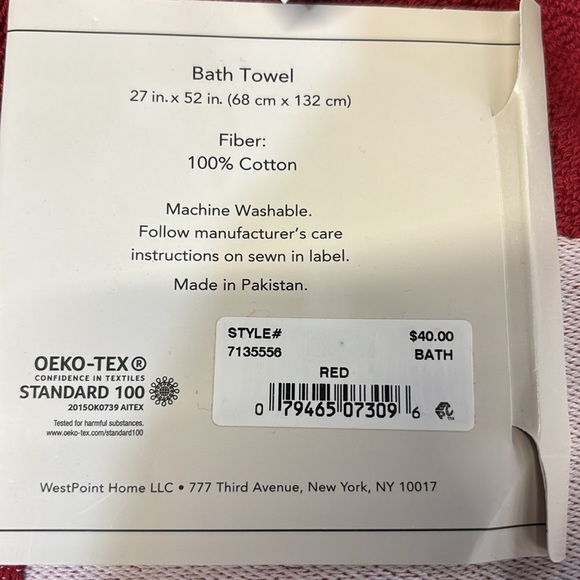 Bath Towel
27 in. x 52 in. (68 cm x 132 cm)
Fiber:
100% Cotton
Machine Washable.
Follow manufacturer's care
instructions on sewn in label.
Made in Pakistan.
STYLE# $40.00
7135556 BATH
RED
0 79465 07309 6
OEKO-TEX®
CONFIDENCE IN TEXTILES
STANDARD 100
2015OK0739 AITEX
Tested for harmful substances.
www.oeko-tex.com/standard100
WestPoint Home LLC • 777 Third Avenue, New York, NY 10017